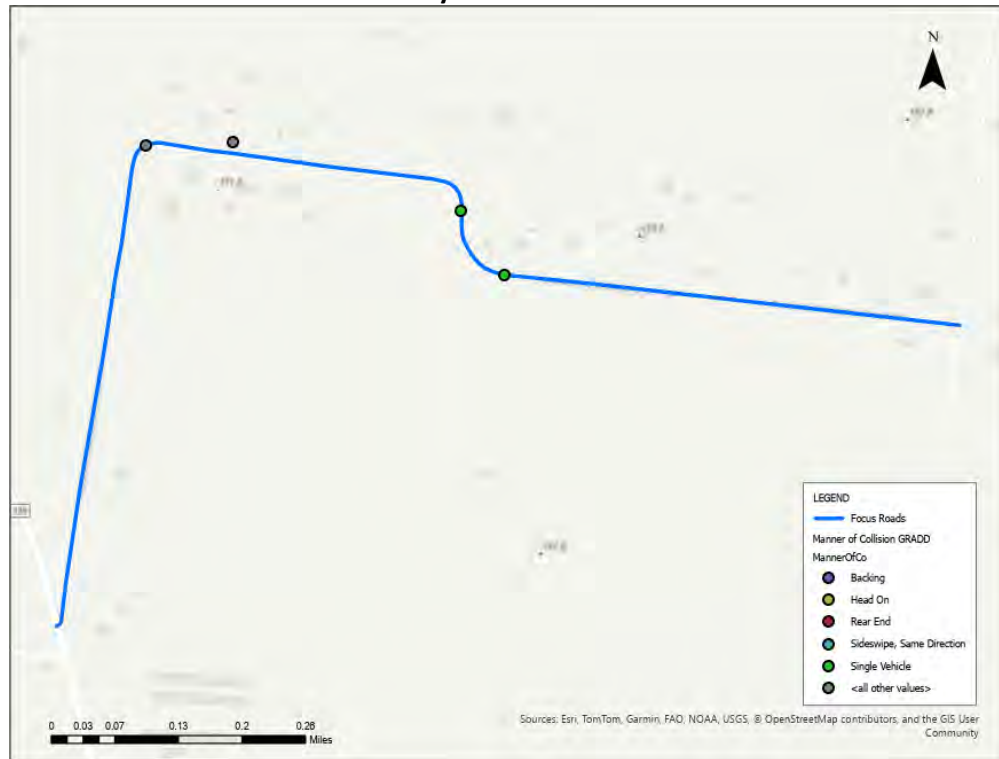 N
LEGEND
Focus Roads
Manner of Collision GRADD
MannerOfCo
Backing
Head On
Rear End
Sideswipe, Same Direction
Single Vehicle
<all other values>
0 0.03 0.07 0.13 0.2 0.26
Miles
Sources: Esri, TomTom, Garmin, FAO, NOAA, USGS, © OpenStreetMap contributors, and the GIS User
Community